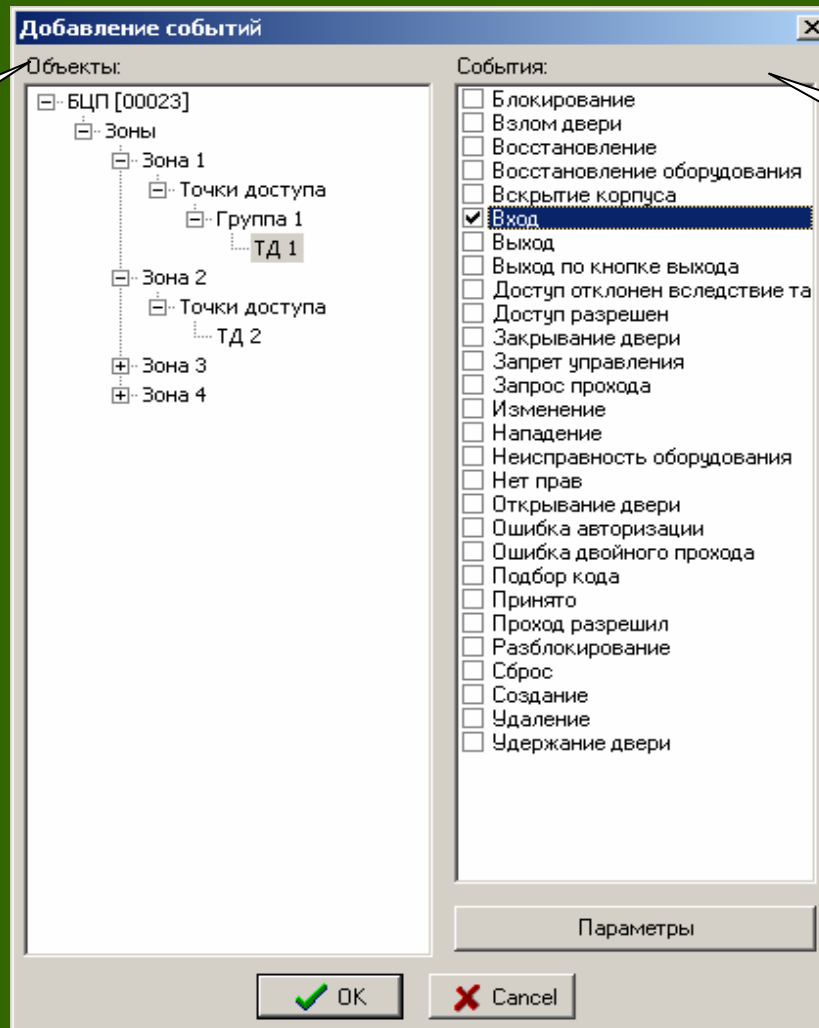 Добавление событий
Объекты:
БЦП [00023]
Зоны
Зона 1
Точки доступа
Группа 1
ТД 1
Зона 2
Точки доступа
ТД 2
Зона 3
Зона 4
События:
Блокирование
Взлом двери
Восстановление
Восстановление оборудования
Вскрытие корпуса
Вход
Выход
Выход по кнопке выхода
Доступ отклонен вследствие та
Доступ разрешен
Закрывание двери
Запрет управления
Запрос прохода
Изменение
Нападение
Неисправность оборудования
Нет прав
Открывание двери
Ошибка авторизации
Ошибка двойного прохода
Подбор кода
Принято
Проход разрешил
Разблокирование
Сброс
Создание
Удаление
Удержание двери
Параметры
OK
Cancel